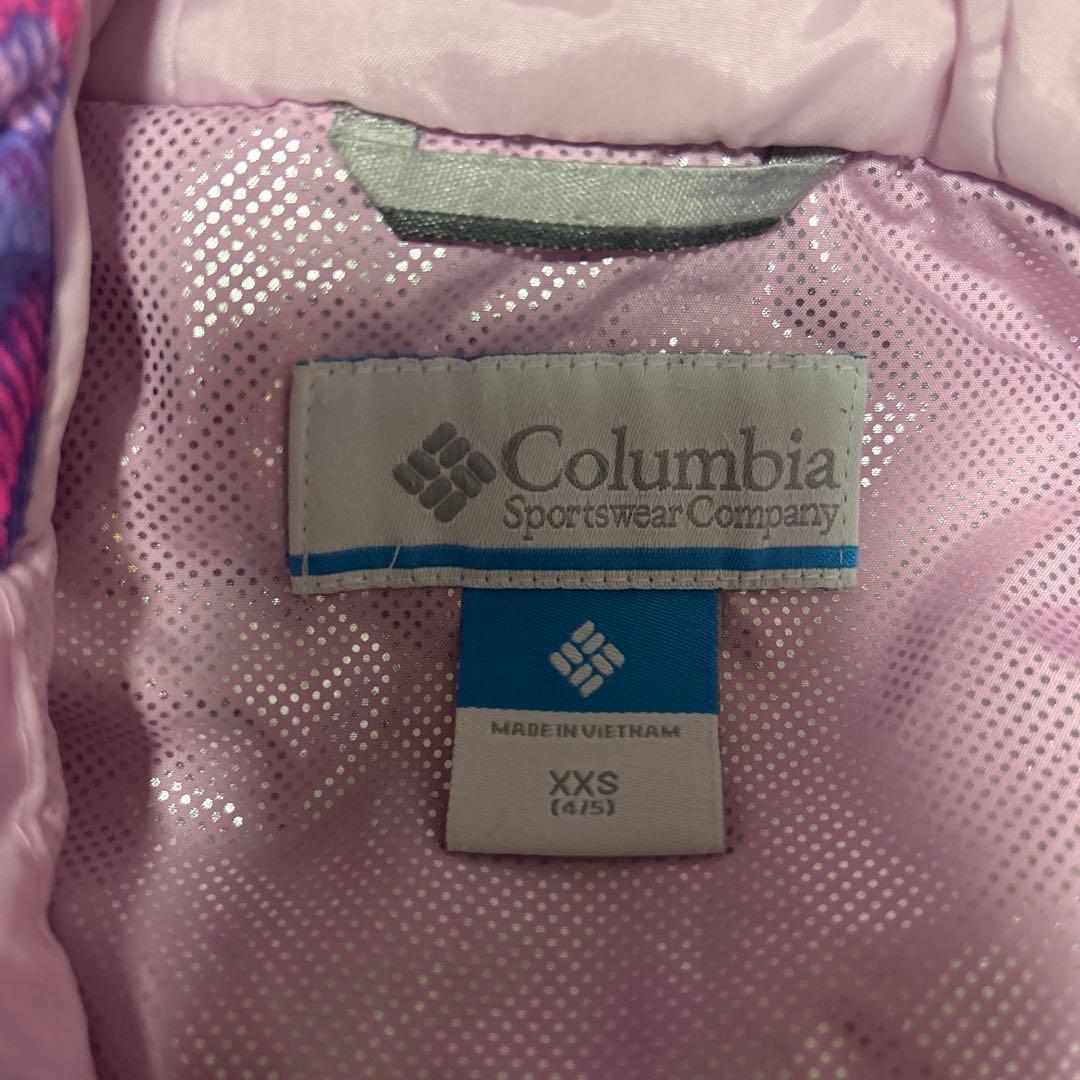 Columbia
Sportswear Company
MADE IN VIETNAM
XXS
(4/5)